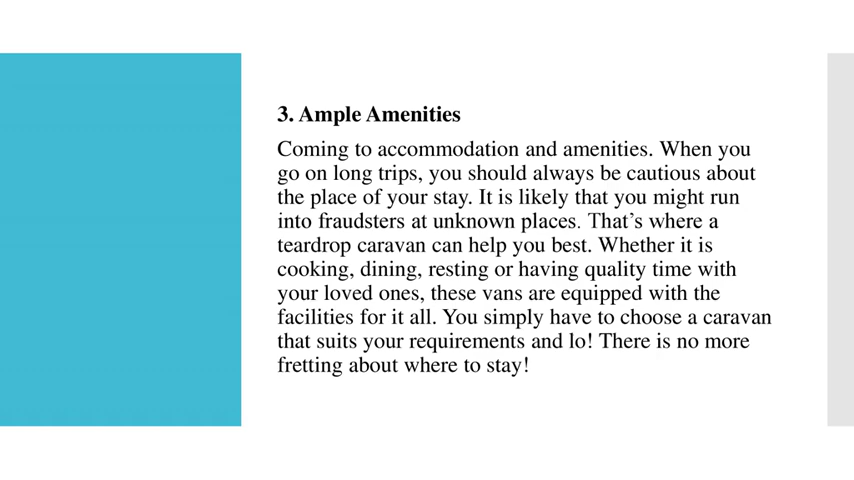 3. Ample Amenities
Coming to accommodation and amenities. When you
go on long trips, you should always be cautious about
the place of your stay. It is likely that you might run
into fraudsters at unknown places. That’s where a
teardrop caravan can help you best. Whether it is
cooking, dining, resting or having quality time with
your loved ones, these vans are equipped with the
facilities for it all. You simply have to choose a caravan
that suits your requirements and lo! There is no more
fretting about where to stay!